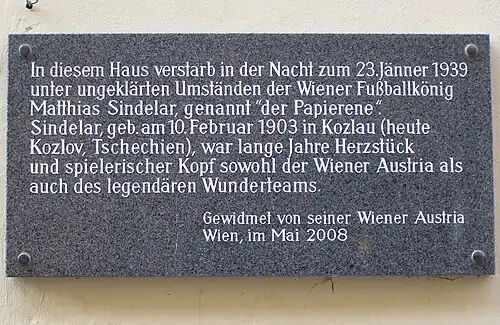 In diesem Haus verstarb in der Nacht zum 23. Jänner 1939
unter ungeklärten Umständen der Wiener Fußballkönig
Matthias Sindelar, genannt "der Papierene".
Sindelar, geb. am 10. Februar 1903 in Kozlau (heute
Kozlov, Tschechien), war lange Jahre Herzstück
und spielerischer Kopf sowohl der Wiener Austria als
auch des legendären Wunderteams.
Gewidmet von seiner Wiener Austria
Wien, im Mai 2008